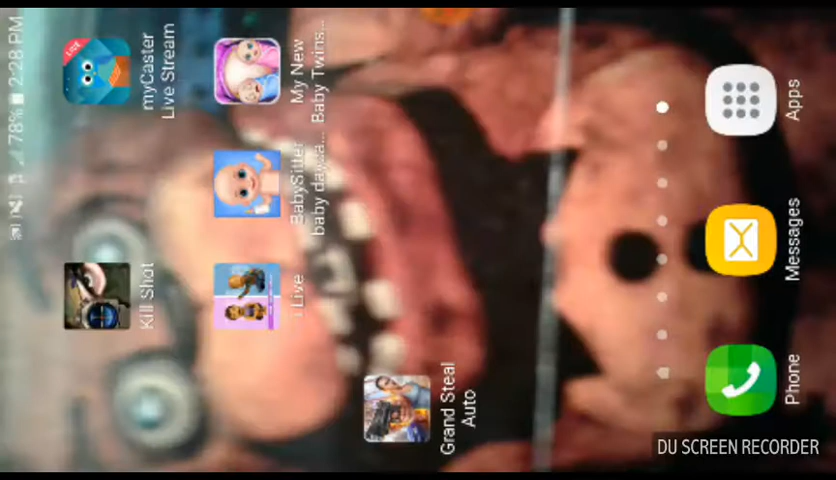 78% 2:28 PM
LIVE
myCaster
Live Stream
My New
Baby Twins...
BabySitter
baby dayca...
Kill Shot
i Live
Grand Steal
Auto
Apps
Messages
Phone
DU SCREEN RECORDER